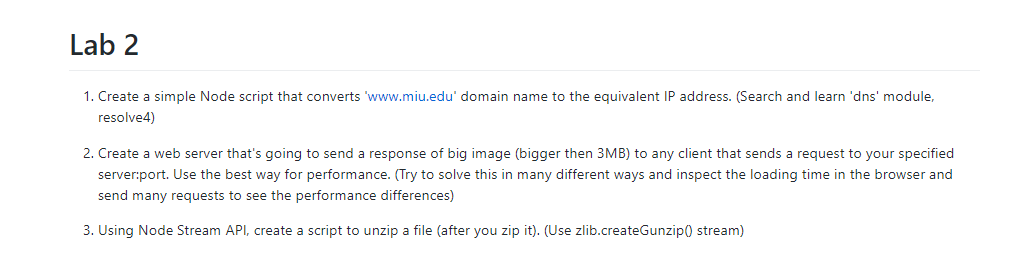 Lab 2
1. Create a simple Node script that converts 'www.miu.edu' domain name to the equivalent IP address. (Search and learn 'dns' module,
resolve4)
2. Create a web server that's going to send a response of big image (bigger then 3MB) to any client that sends a request to your specified
server:port. Use the best way for performance. (Try to solve this in many different ways and inspect the loading time in the browser and
send many requests to see the performance differences)
3. Using Node Stream API, create a script to unzip a file (after you zip it). (Use zlib.createGunzip() stream)